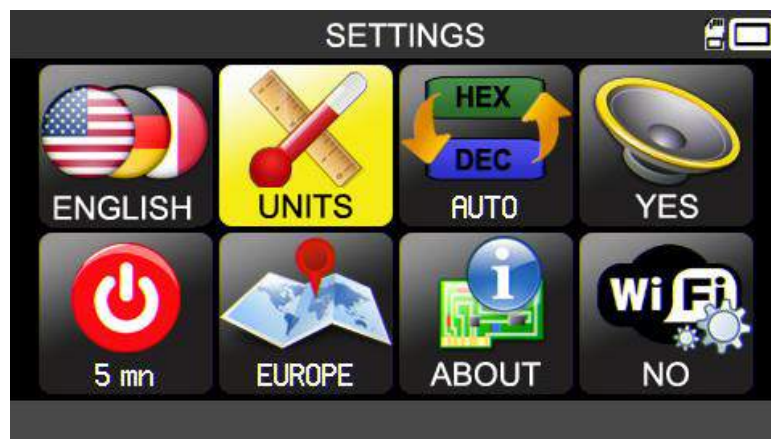 SETTINGS
ENGLISH
UNITS
HEX
DEC
AUTO
YES
5 mn
EUROPE
i
ABOUT
Wi Fi
NO